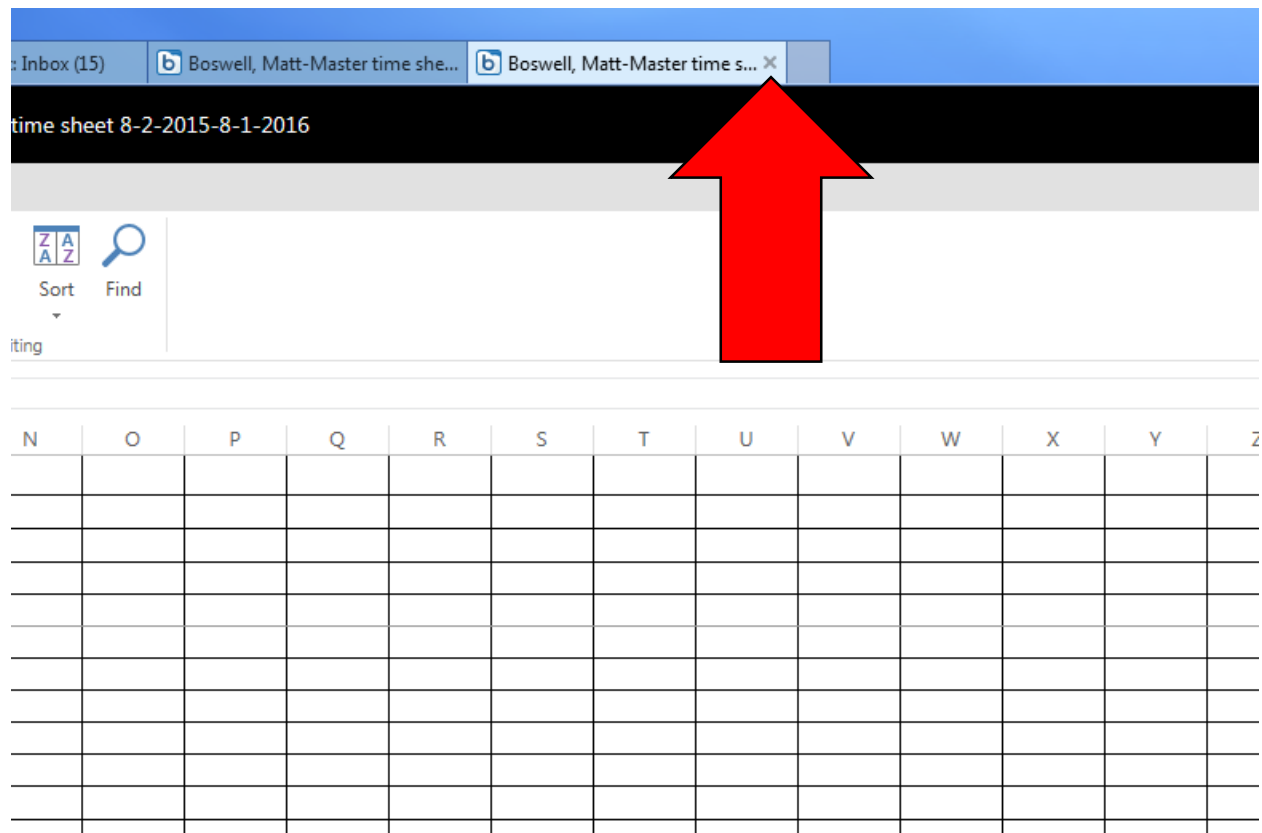 : Inbox (15) b Boswell, Matt-Master time she... b Boswell, Matt-Master time s... ×
time sheet 8-2-2015-8-1-2016
Z A
A Z
Sort Find
iting
N O P Q R S T U V W X Y Z